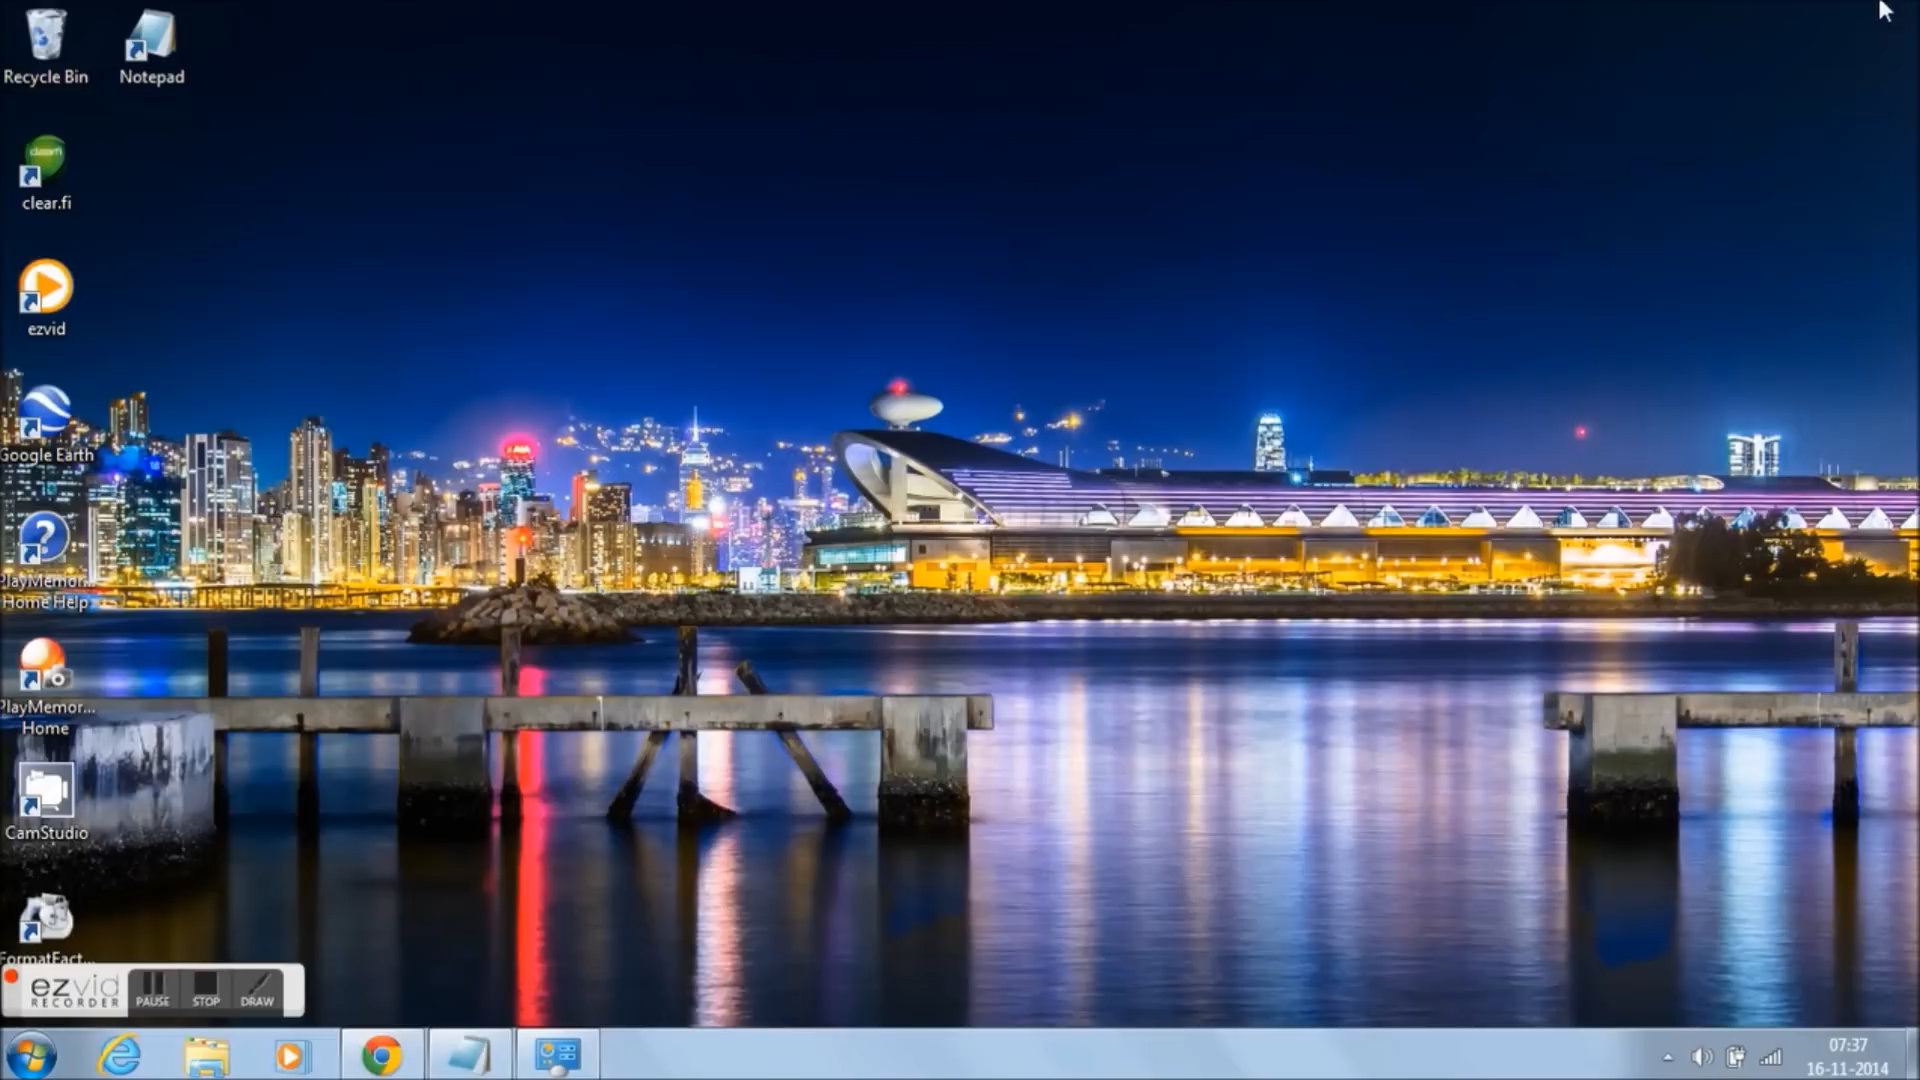 Recycle Bin
Notepad
clear.fi
ezvid
Google Earth
PlayMemor...
Home Help
PlayMemor...
Home
CamStudio
FormatFact...
ezvid
RECORDER
PAUSE
STOP
DRAW
07:37
16-11-2014